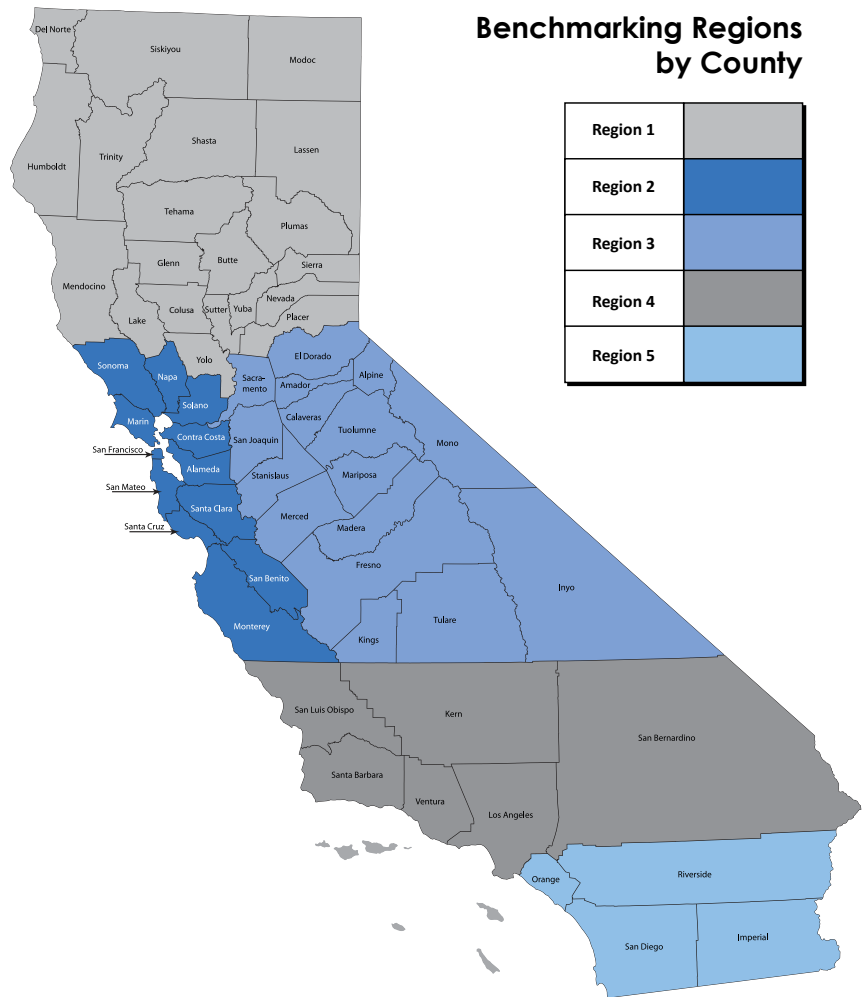 Benchmarking Regions
by County
Region 1
Region 2
Region 3
Region 4
Region 5
Del Norte
Siskiyou
Modoc
Humboldt
Trinity
Shasta
Lassen
Tehama
Plumas
Mendocino
Glenn
Butte
Sierra
Lake
Colusa
Sutter
Yuba
Nevada
Placer
Yolo
Sonoma
Napa
Solano
Marin
Sacra-
mento
El Dorado
Amador
Alpine
Calaveras
Tuolumne
Mono
San Francisco
Contra Costa
San Joaquin
Alameda
Stanislaus
Mariposa
San Mateo
Santa Clara
Merced
Madera
Santa Cruz
Fresno
San Benito
Inyo
Monterey
Kings
Tulare
San Luis Obispo
Kern
San Bernardino
Santa Barbara
Ventura
Los Angeles
Orange
Riverside
San Diego
Imperial